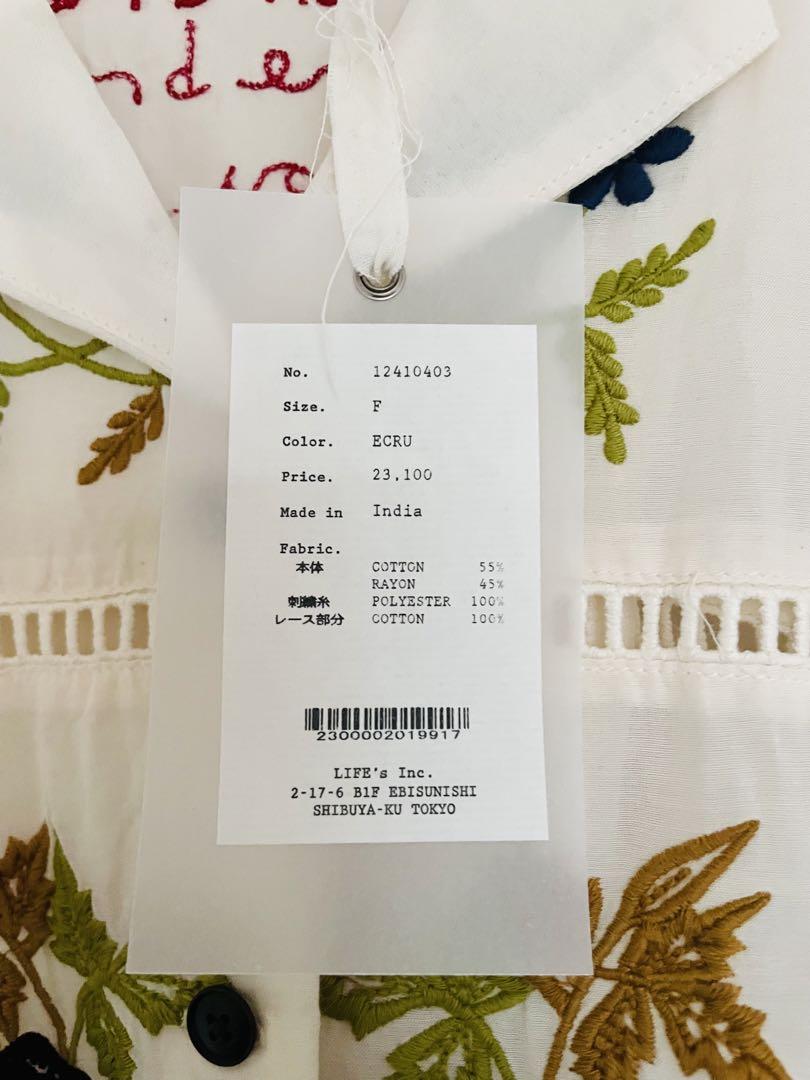 de
No. 12410403
Size. F
Color. ECRU
Price. 23,100
Made in India
Fabric.
本体 COTTON 55%
RAYON 45%
刺繍糸 POLYESTER 100%
レース部分 COTTON 100%
2300002019917
LIFE's Inc.
2-17-6 B1F EBISUNISHI
SHIBUYA-KU TOKYO